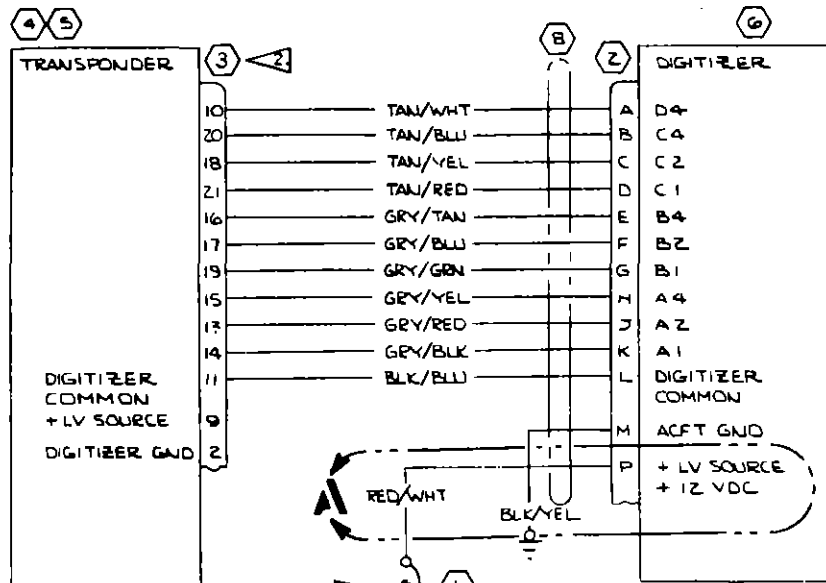 4 5 6
TRANSPONDER 3 2 8 2 DIGITIZER
10 TAN/WHT A D4
20 TAN/BLU B C4
18 TAN/YEL C C2
21 TAN/RED D C1
16 GRY/TAN E B4
17 GRY/BLU F B2
19 GRY/GRN G B1
15 GRY/YEL H A4
13 GRY/RED J A2
14 GRY/BLK K A1
DIGITIZER 11 BLK/BLU L DIGITIZER
COMMON COMMON
+ LV SOURCE 9
M ACFT GND
DIGITIZER GND 2
P + LV SOURCE
+ 12 VDC
A RED/WHT
BLK/YEL